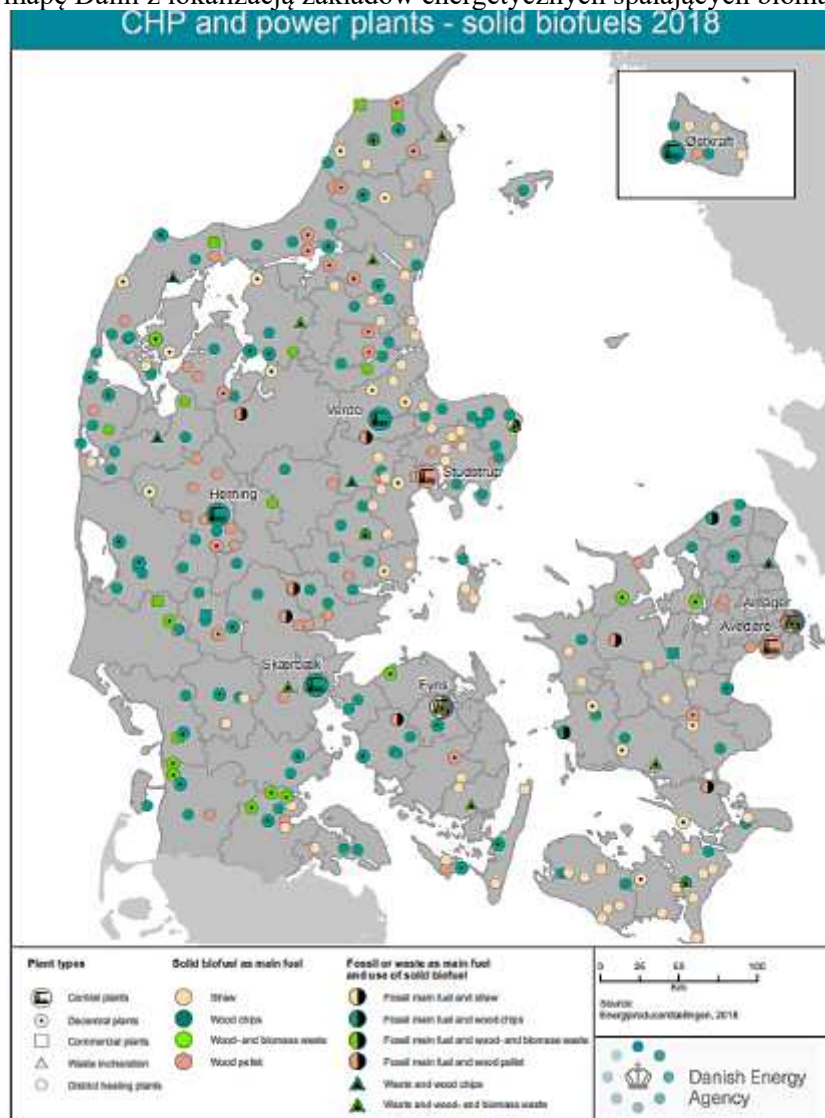 mapę Danii z lokalizacją zakładów energetycznych spalających
CHP and power plants - solid biofuels 2018
Østkraft
Verdo
Studstrup
Herning
Amager
Avedøre
Skærbæk
Fyns
Plant types
Central plants
Decentral plants
Commercial plants
Waste incineration
District heating plants
Solid biofuel as main fuel
Straw
Wood chips
Wood- and biomass waste
Wood pellet
Fossil or waste as main fuel
and use of solid biofuel
Fossil main fuel and straw
Fossil main fuel and wood chips
Fossil main fuel and wood- and biomass waste
Fossil main fuel and wood pellet
Waste and wood chips
Waste and wood- and biomass waste
0 25 50 100
Km
Source:
Energiproducenttællingen, 2018
Danish Energy
Agency